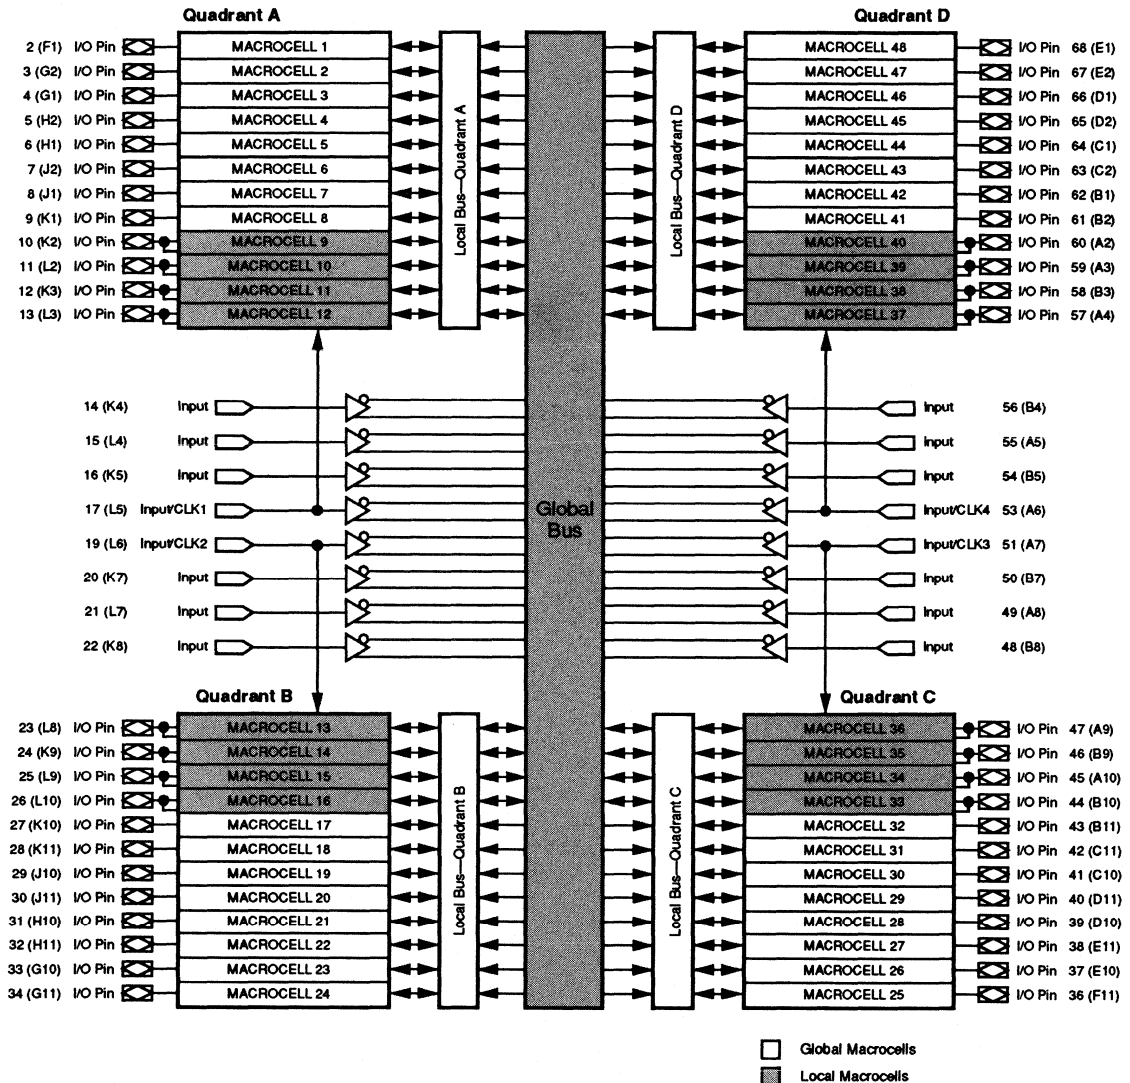 Quadrant A Quadrant D
2 (F1) I/O Pin MACROCELL 1 MACROCELL 48 I/O Pin 68 (E1)
3 (G2) I/O Pin MACROCELL 2 MACROCELL 47 I/O Pin 67 (E2)
4 (G1) I/O Pin MACROCELL 3 MACROCELL 46 I/O Pin 66 (D1)
5 (H2) I/O Pin MACROCELL 4 MACROCELL 45 I/O Pin 65 (D2)
6 (H1) I/O Pin MACROCELL 5 MACROCELL 44 I/O Pin 64 (C1)
7 (J2) I/O Pin MACROCELL 6 MACROCELL 43 I/O Pin 63 (C2)
8 (J1) I/O Pin MACROCELL 7 MACROCELL 42 I/O Pin 62 (B1)
9 (K1) I/O Pin MACROCELL 8 MACROCELL 41 I/O Pin 61 (B2)
10 (K2) I/O Pin MACROCELL 9 MACROCELL 40 I/O Pin 60 (A2)
11 (L2) I/O Pin MACROCELL 10 MACROCELL 39 I/O Pin 59 (A3)
12 (K3) I/O Pin MACROCELL 11 MACROCELL 38 I/O Pin 58 (B3)
13 (L3) I/O Pin MACROCELL 12 MACROCELL 37 I/O Pin 57 (A4)
Local Bus—Quadrant A
Local Bus—Quadrant D
14 (K4) Input Input 56 (B4)
15 (L4) Input Input 55 (A5)
16 (K5) Input Input 54 (B5)
17 (L5) Input/CLK1 Input/CLK4 53 (A6)
Global
Bus
19 (L6) Input/CLK2 Input/CLK3 51 (A7)
20 (K7) Input Input 50 (B7)
21 (L7) Input Input 49 (A8)
22 (K8) Input Input 48 (B8)
Quadrant B Quadrant C
23 (L8) I/O Pin MACROCELL 13 MACROCELL 36 I/O Pin 47 (A9)
24 (K9) I/O Pin MACROCELL 14 MACROCELL 35 I/O Pin 46 (B9)
25 (L9) I/O Pin MACROCELL 15 MACROCELL 34 I/O Pin 45 (A10)
26 (L10) I/O Pin MACROCELL 16 MACROCELL 33 I/O Pin 44 (B10)
27 (K10) I/O Pin MACROCELL 17 MACROCELL 32 I/O Pin 43 (B11)
28 (K11) I/O Pin MACROCELL 18 MACROCELL 31 I/O Pin 42 (C11)
29 (J10) I/O Pin MACROCELL 19 MACROCELL 30 I/O Pin 41 (C10)
30 (J11) I/O Pin MACROCELL 20 MACROCELL 29 I/O Pin 40 (D11)
31 (H10) I/O Pin MACROCELL 21 MACROCELL 28 I/O Pin 39 (D10)
32 (H11) I/O Pin MACROCELL 22 MACROCELL 27 I/O Pin 38 (E11)
33 (G10) I/O Pin MACROCELL 23 MACROCELL 26 I/O Pin 37 (E10)
34 (G11) I/O Pin MACROCELL 24 MACROCELL 25 I/O Pin 36 (F11)
Local Bus—Quadrant B
Local Bus—Quadrant C
Global Macrocells
Local Macrocells